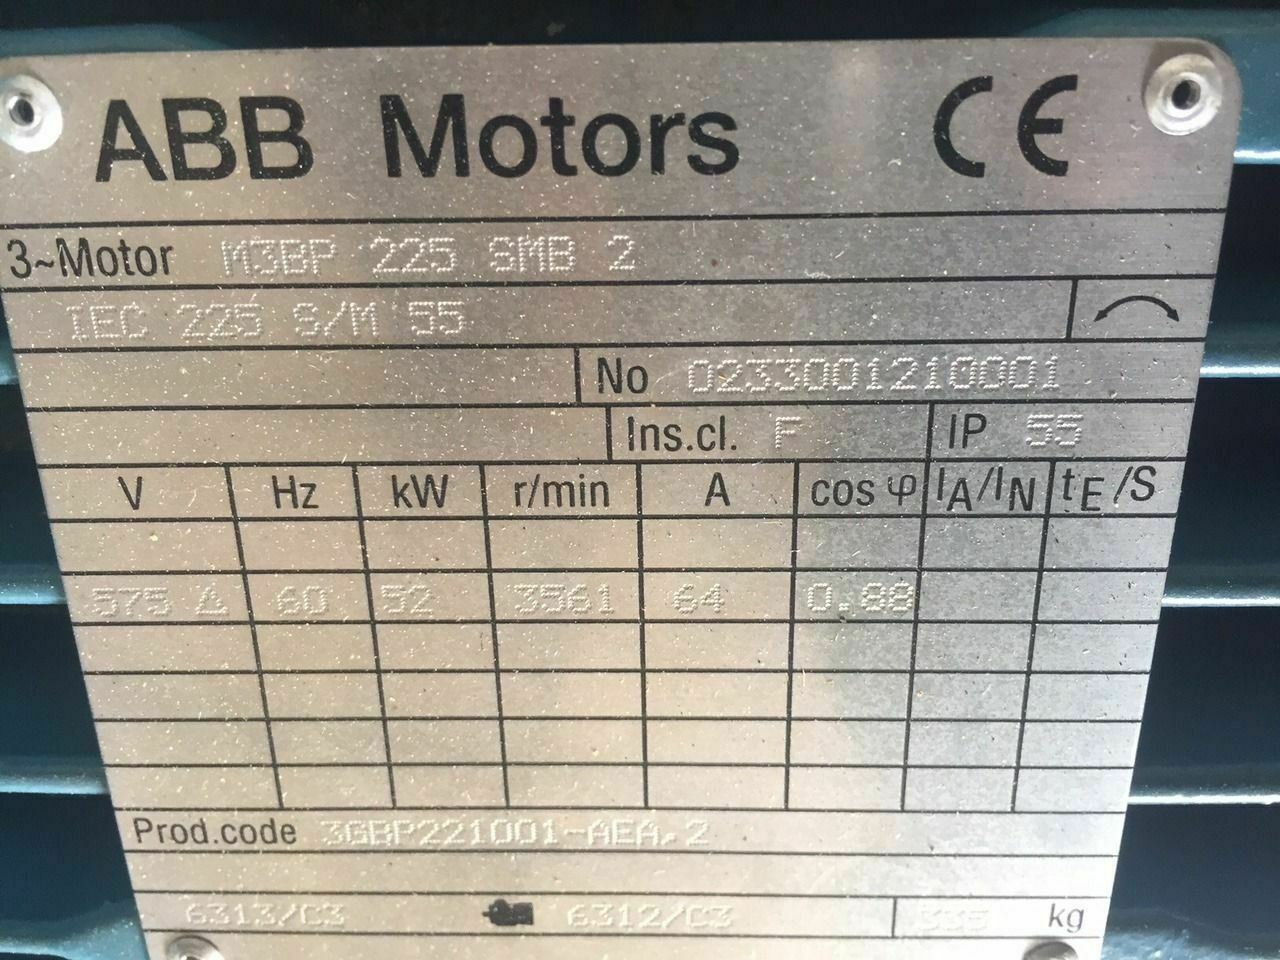 ABB Motors CE
3~Motor M3BP 225 SMB 2
IEC 225 S/M 55
No 0233001210001
Ins.cl. F IP 55
V Hz kW r/min A cos φ IA/IN tE/S
575 Δ 60 52 3561 64 0.88
Prod.code 3GBP221001-AEA.2
6313/C3 6312/C3 335 kg